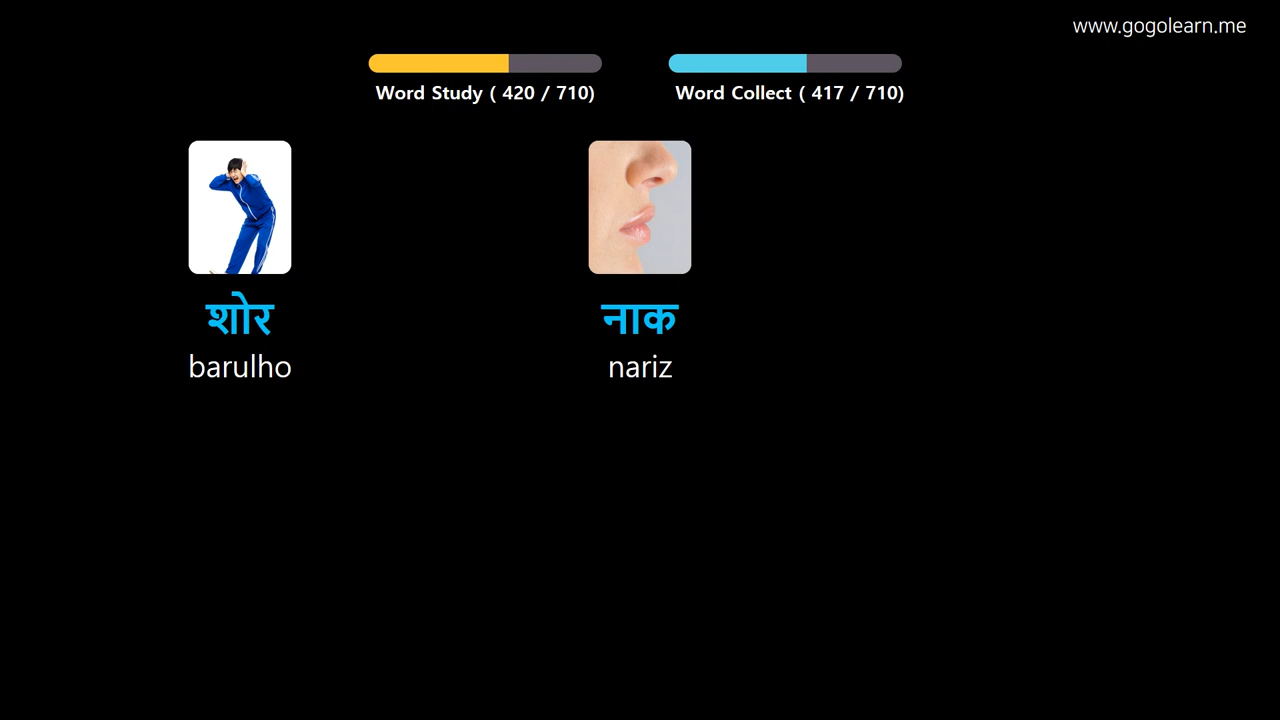 www.gogolearn.me
Word Study ( 420 / 710)
Word Collect ( 417 / 710)
शोर
barulho
नाक
nariz